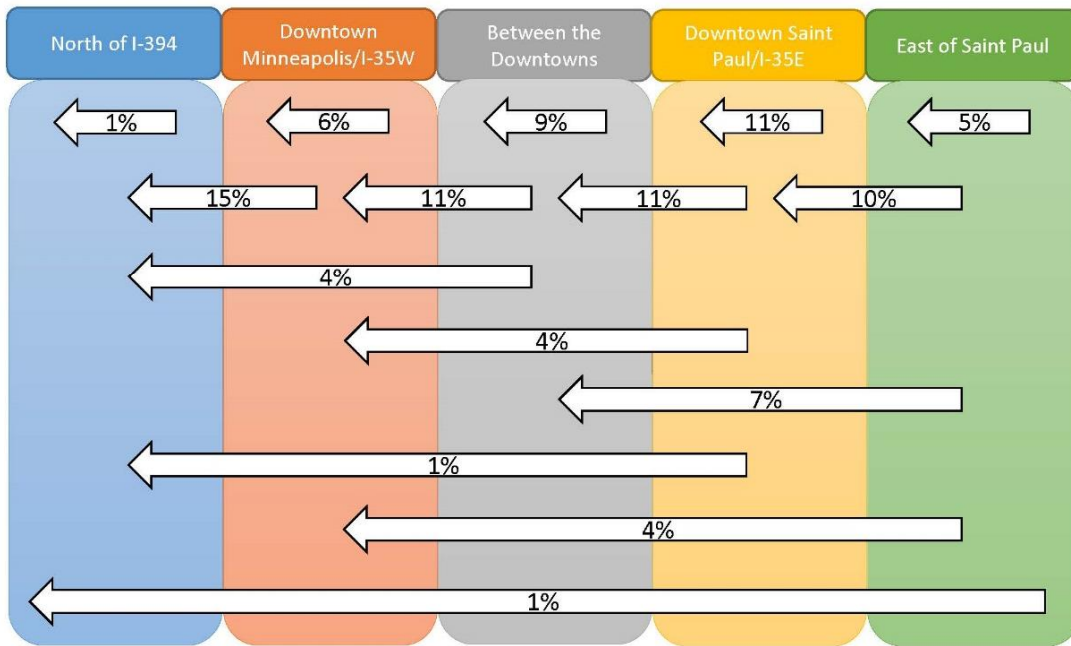 North of I-394
Downtown
Minneapolis/I-35W
Between the
Downtowns
Downtown Saint
Paul/I-35E
East of Saint Paul
1%
6%
9%
11%
5%
15%
11%
11%
10%
4%
4%
7%
1%
4%
1%